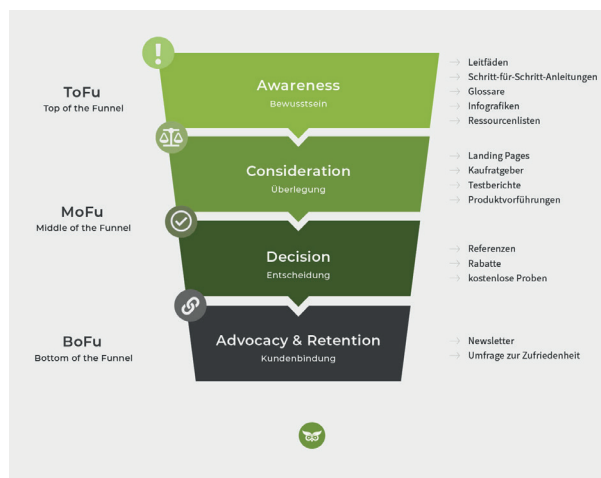 ToFu
Top of the Funnel
Awareness
Bewusstsein
→ Leitfäden
→ Schritt-für-Schritt-Anleitungen
→ Glossare
→ Infografiken
→ Ressourcenlisten
Consideration
Überlegung
→ Landing Pages
→ Kaufratgeber
→ Testberichte
→ Produktvorführungen
MoFu
Middle of the Funnel
Decision
Entscheidung
→ Referenzen
→ Rabatte
→ kostenlose Proben
BoFu
Bottom of the Funnel
Advocacy & Retention
Kundenbindung
→ Newsletter
→ Umfrage zur Zufriedenheit